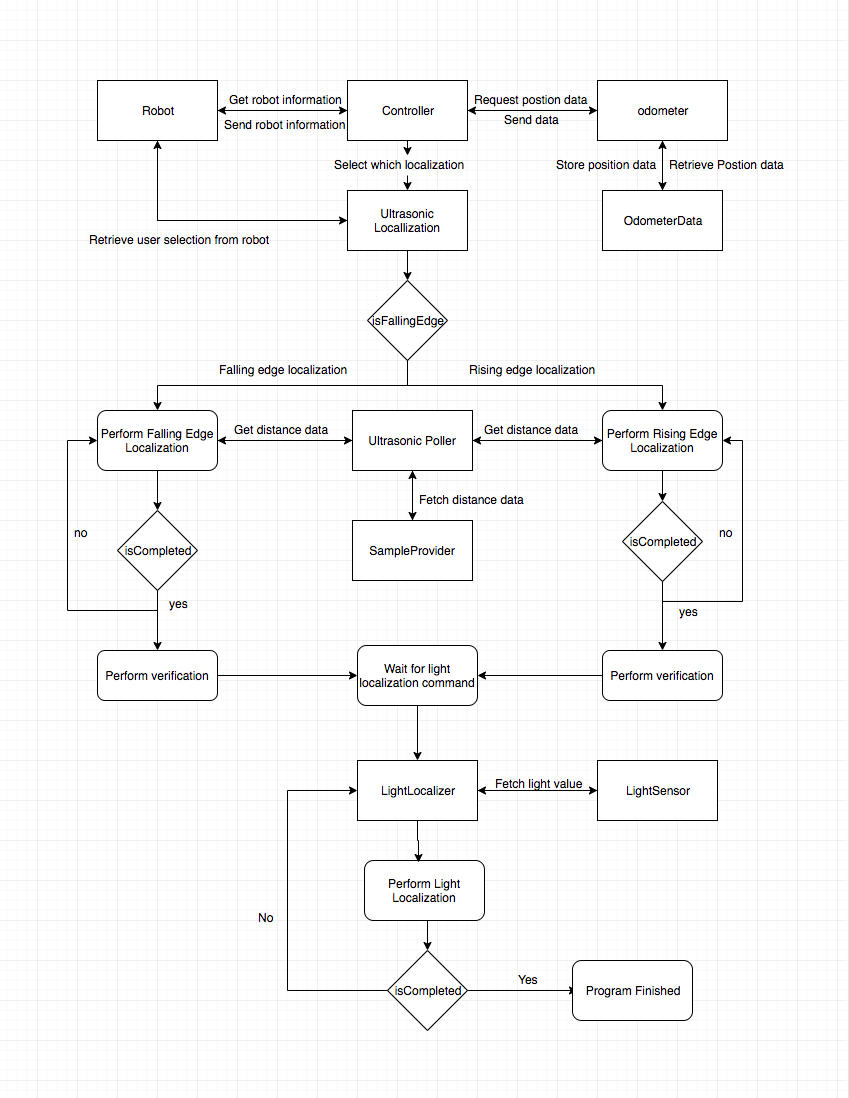 Get robot information
Request postion data
Robot
Controller
odometer
Send robot information
Send data
Select which localization
Store position data
Retrieve Postion data
Ultrasonic
Locallization
OdometerData
Retrieve user selection from robot
isFallingEdge
Falling edge localization
Rising edge localization
Perform Falling Edge
Localization
Get distance data
Ultrasonic Poller
Get distance data
Perform Rising Edge
Localization
Fetch distance data
no
isCompleted
SampleProvider
isCompleted
no
yes
yes
Perform verification
Wait for light
localization command
Perform verification
LightLocalizer
Fetch light value
LightSensor
Perform Light
Localization
No
isCompleted
Yes
Program Finished